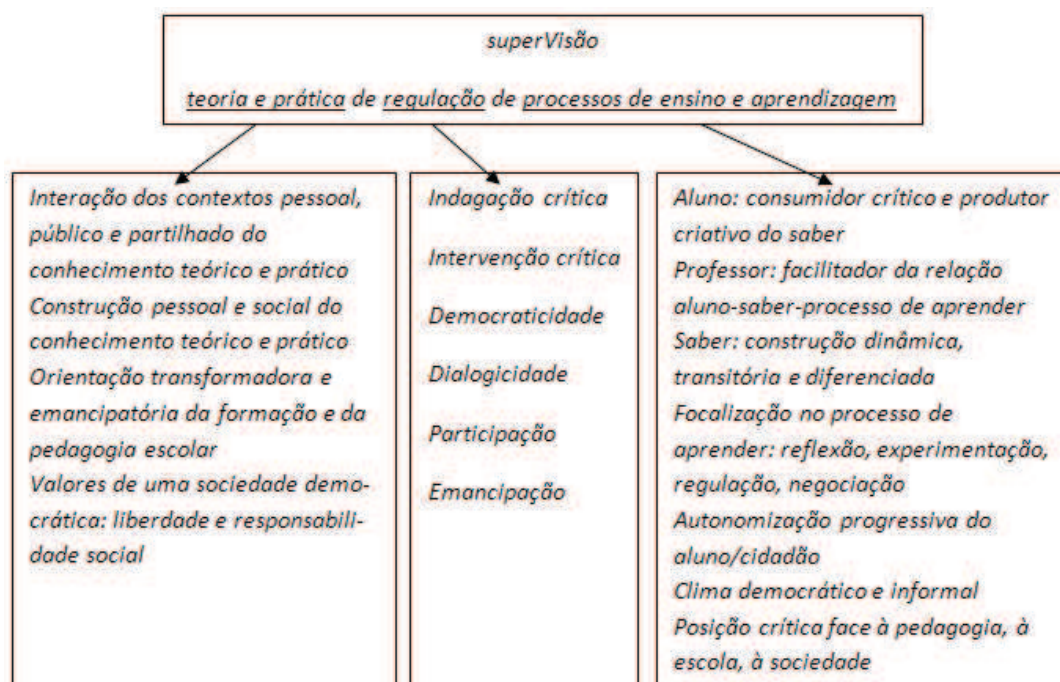 superVisão
teoria e prática de regulação de processos de ensino e aprendizagem
Interação dos contextos pessoal,
público e partilhado do
conhecimento teórico e prático
Construção pessoal e social do
conhecimento teórico e prático
Orientação transformadora e
emancipatória da formação e da
pedagogia escolar
Valores de uma sociedade demo-
crática: liberdade e responsabili-
dade social
Indagação crítica
Intervenção crítica
Democraticidade
Dialogicidade
Participação
Emancipação
Aluno: consumidor crítico e produtor
criativo do saber
Professor: facilitador da relação
aluno-saber-processo de aprender
Saber: construção dinâmica,
transitória e diferenciada
Focalização no processo de
aprender: reflexão, experimentação,
regulação, negociação
Autonomização progressiva do
aluno/cidadão
Clima democrático e informal
Posição crítica face à pedagogia, à
escola, à sociedade